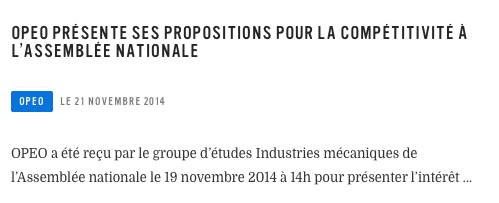 OPEO PRÉSENTE SES PROPOSITIONS POUR LA COMPÉTITIVITÉ À
L'ASSEMBLÉE NATIONALE
OPEO LE 21 NOVEMBRE 2014
OPEO a été reçu par le groupe d'études Industries mécaniques de
l'Assemblée nationale le 19 novembre 2014 à 14h pour présenter l'intérêt ...